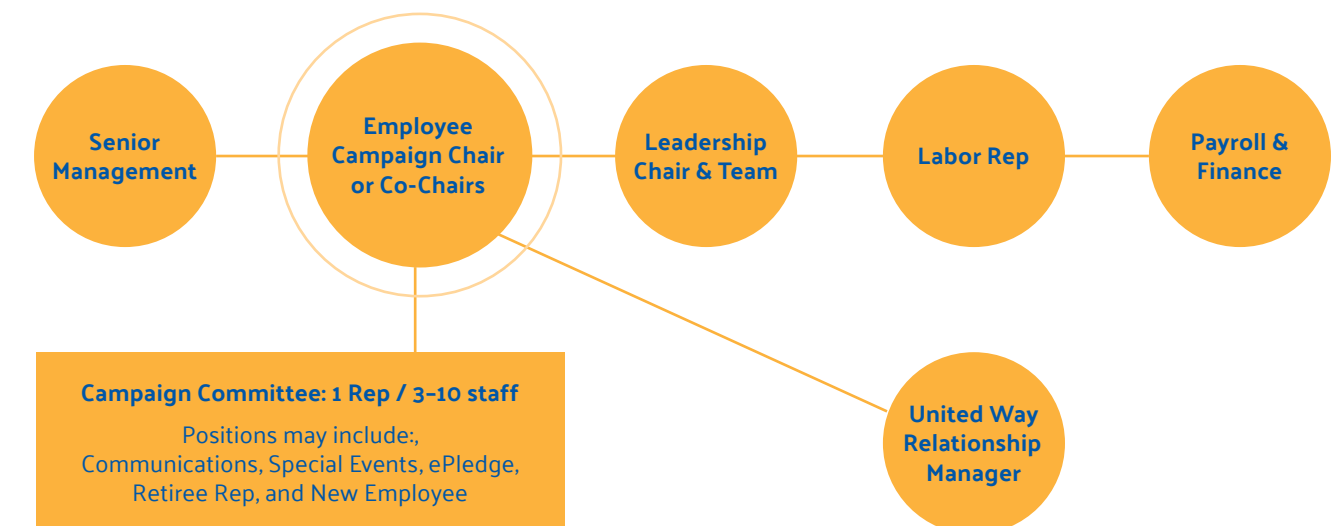 Senior
Management
Employee
Campaign Chair
or Co-Chairs
Leadership
Chair & Team
Labor Rep
Payroll &
Finance
Campaign Committee: 1 Rep / 3–10 staff
Positions may include:,
Communications, Special Events, ePledge,
Retiree Rep, and New Employee
United Way
Relationship
Manager